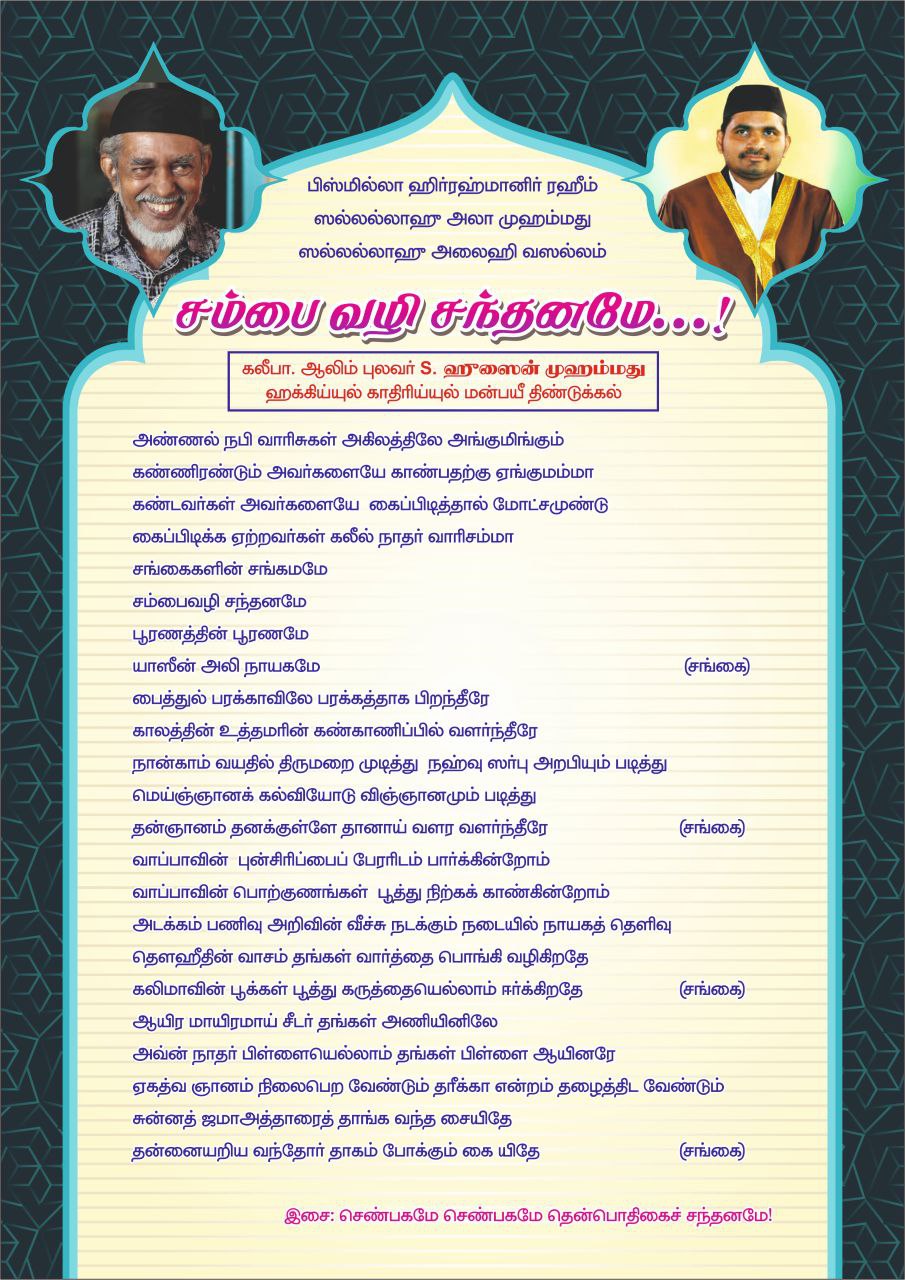 பிஸ்மில்லா ஹிர்ரஹ்மானிர் ரஹீம்
ஸல்லல்லாஹு அலா முஹம்மது
ஸல்லல்லாஹு அலைஹி வஸல்லம்
சம்பை வழி சந்தனமே...!
கலீபா. ஆலிம் புலவர் S. ஹுஸைன் முஹம்மது
ஹக்கிய்யுல் காதிரிய்யுல் மன்பயீ திண்டுக்கல்
அண்ணல் நபி வாரிசுகள் அகிலத்திலே அங்குமிங்கும்
கண்ணிரண்டும் அவர்களையே காண்பதற்கு ஏங்குமம்மா
கண்டவர்கள் அவர்களையே கைப்பிடித்தால் மோட்சமுண்டு
கைப்பிடிக்க ஏற்றவர்கள் கலீல் நாதர் வாரிசம்மா
சங்கைகளின் சங்கமமே
சம்பைவழி சந்தனமே
பூரணத்தின் பூரணமே
யாஸீன் அலி நாயகமே (சங்கை)
பைத்துல் பரக்காவிலே பரக்கத்தாக பிறந்தீரே
காலத்தின் உத்தமரின் கண்காணிப்பில் வளர்ந்தீரே
நான்காம் வயதில் திருமறை முடித்து நஹ்வு ஸர்பு அறபியும் படித்து
மெய்ஞ்ஞானக் கல்வியோடு விஞ்ஞானமும் படித்து
தன்ஞானம் தனக்குள்ளே தானாய் வளர வளர்ந்தீரே (சங்கை)
வாப்பாவின் புன்சிரிப்பைப் பேரரிடம் பார்க்கின்றோம்
வாப்பாவின் பொற்குணங்கள் பூத்து நிற்கக் காண்கின்றோம்
அடக்கம் பணிவு அறிவின் வீச்சு நடக்கும் நடையில் நாயகத் தெளிவு
தௌஹீதின் வாசம் தங்கள் வார்த்தை பொங்கி வழிகிறதே
கலிமாவின் பூக்கள் பூத்து கருத்தையெல்லாம் ஈர்க்கிறதே (சங்கை)
ஆயிர மாயிரமாய் சீடர் தங்கள் அணியினிலே
அவ்ன் நாதர் பிள்ளையெல்லாம் தங்கள் பிள்ளை ஆயினரே
ஏகத்வ ஞானம் நிலைபெற வேண்டும் தரீக்கா என்றம் தழைத்திட வேண்டும்
சுன்னத் ஜமாஅத்தாரைத் தாங்க வந்த சையிதே
தன்னையறிய வந்தோர் தாகம் போக்கும் கை யிதே (சங்கை)
இசை: செண்பகமே செண்பகமே தென்பொதிகைச் சந்தனமே!